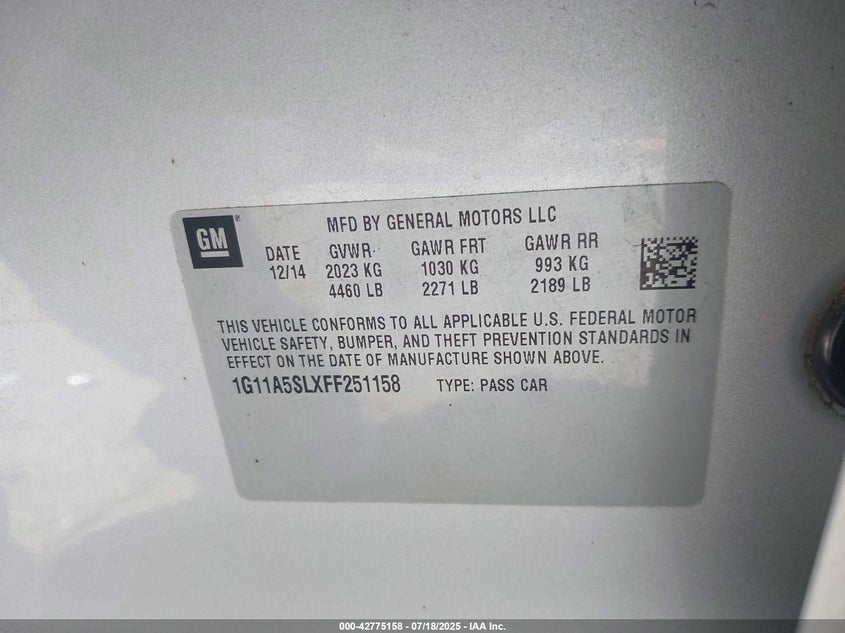 GM
MFD BY GENERAL MOTORS LLC
DATE GVWR GAWR FRT GAWR RR
12/14 2023 KG 1030 KG 993 KG
4460 LB 2271 LB 2189 LB
THIS VEHICLE CONFORMS TO ALL APPLICABLE U.S. FEDERAL MOTOR
VEHICLE SAFETY, BUMPER, AND THEFT PREVENTION STANDARDS IN
EFFECT ON THE DATE OF MANUFACTURE SHOWN ABOVE.
1G11A5SLXFF251158 TYPE: PASS CAR
000-42775158 - 07/18/2025 - IAA Inc.